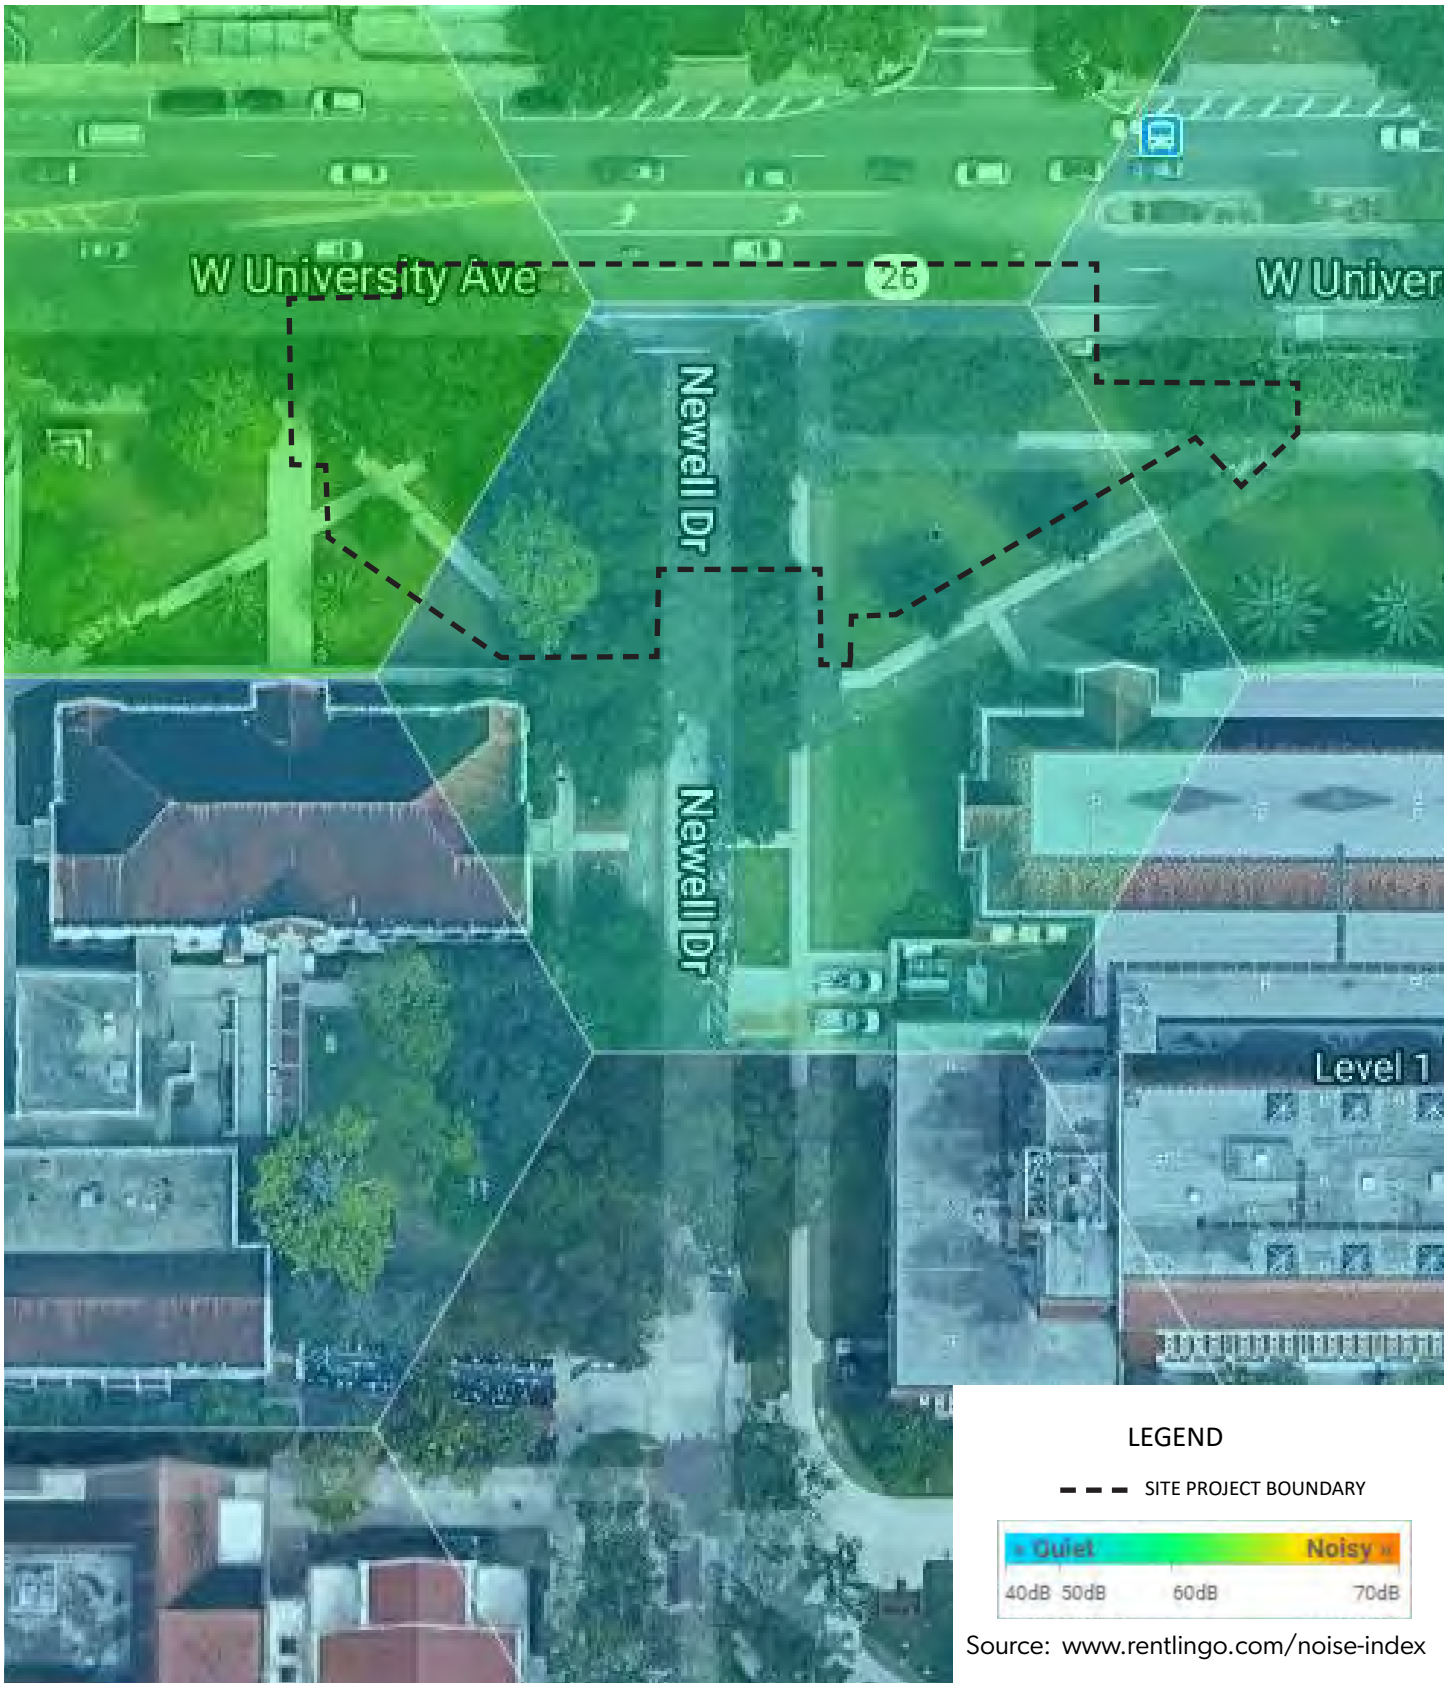 W University Ave
26
W Univer
Newell Dr
Newell Dr
Level 1
LEGEND
SITE PROJECT BOUNDARY
« Quiet Noisy »
40dB 50dB 60dB 70dB
Source: www.rentlingo.com/noise-index